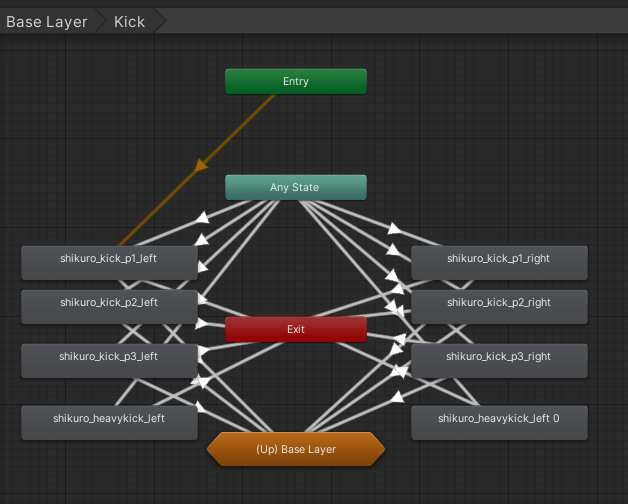 Base Layer Kick
Entry
Any State
shikuro_kick_p1_left
shikuro_kick_p1_right
shikuro_kick_p2_left
shikuro_kick_p2_right
Exit
shikuro_kick_p3_left
shikuro_kick_p3_right
shikuro_heavykick_left
shikuro_heavykick_left 0
(Up) Base Layer